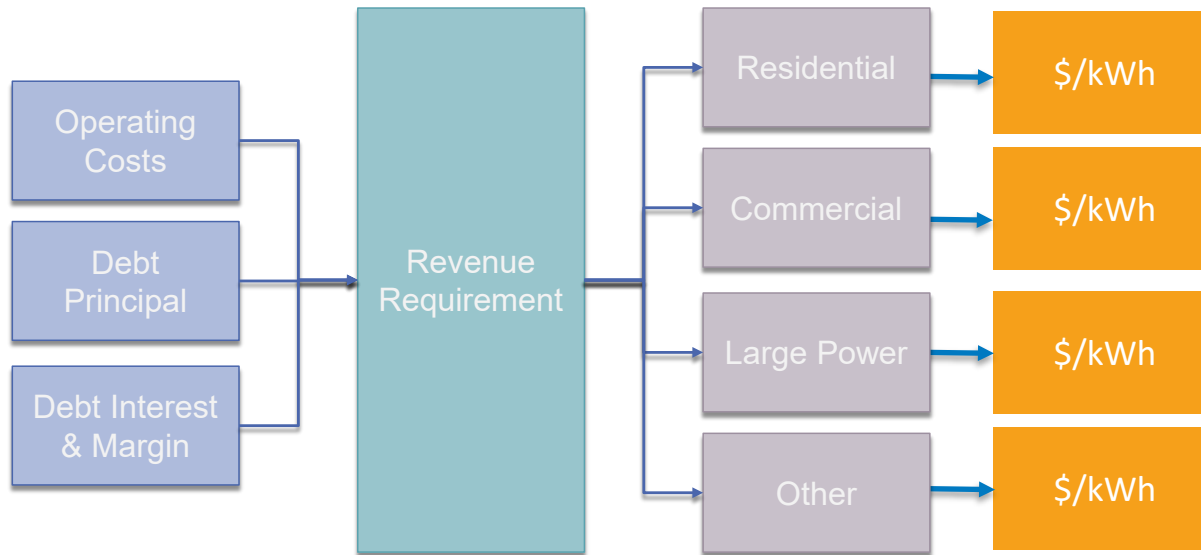 Operating
Costs
Debt
Principal
Debt Interest
& Margin
Revenue
Requirement
Residential
$/kWh
Commercial
$/kWh
Large Power
$/kWh
Other
$/kWh